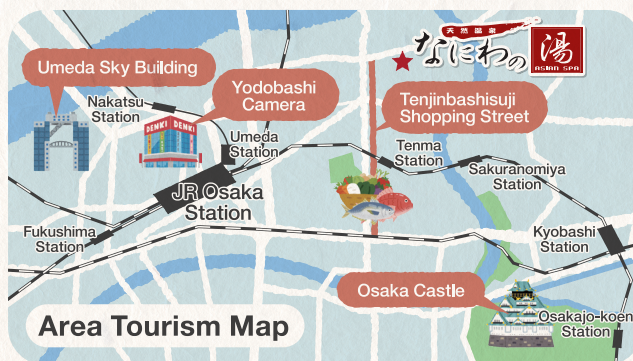 天然温泉
なにわの
湯
ASIAN SPA
Umeda Sky Building
Yodobashi
Camera
Tenjinbashisuji
Shopping Street
Nakatsu
Station
DENKI DENKI
Umeda
Station
Tenma
Station
Sakuranomiya
Station
JR Osaka
Station
Fukushima
Station
Kyobashi
Station
Osaka Castle
Osakajo-koen
Station
Area Tourism Map